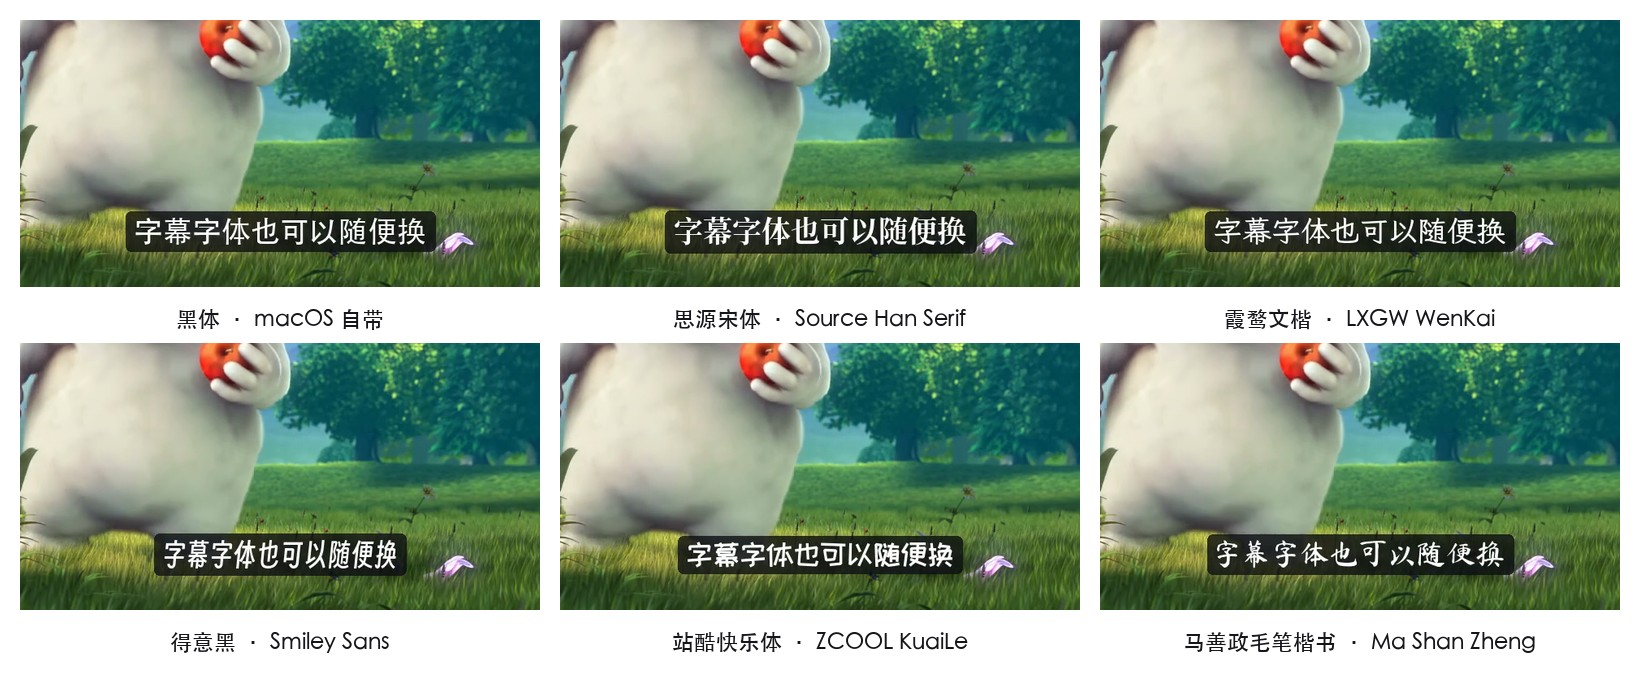 字幕字体也可以随便换
字幕字体也可以随便换
字幕字体也可以随便换
黑体 · macOS 自带
思源宋体 · Source Han Serif
霞鹜文楷 · LXGW WenKai
字幕字体也可以随便换
字幕字体也可以随便换
字幕字体也可以随便换
得意黑 · Smiley Sans
站酷快乐体 · ZCOOL KuaiLe
马善政毛笔楷书 · Ma Shan Zheng